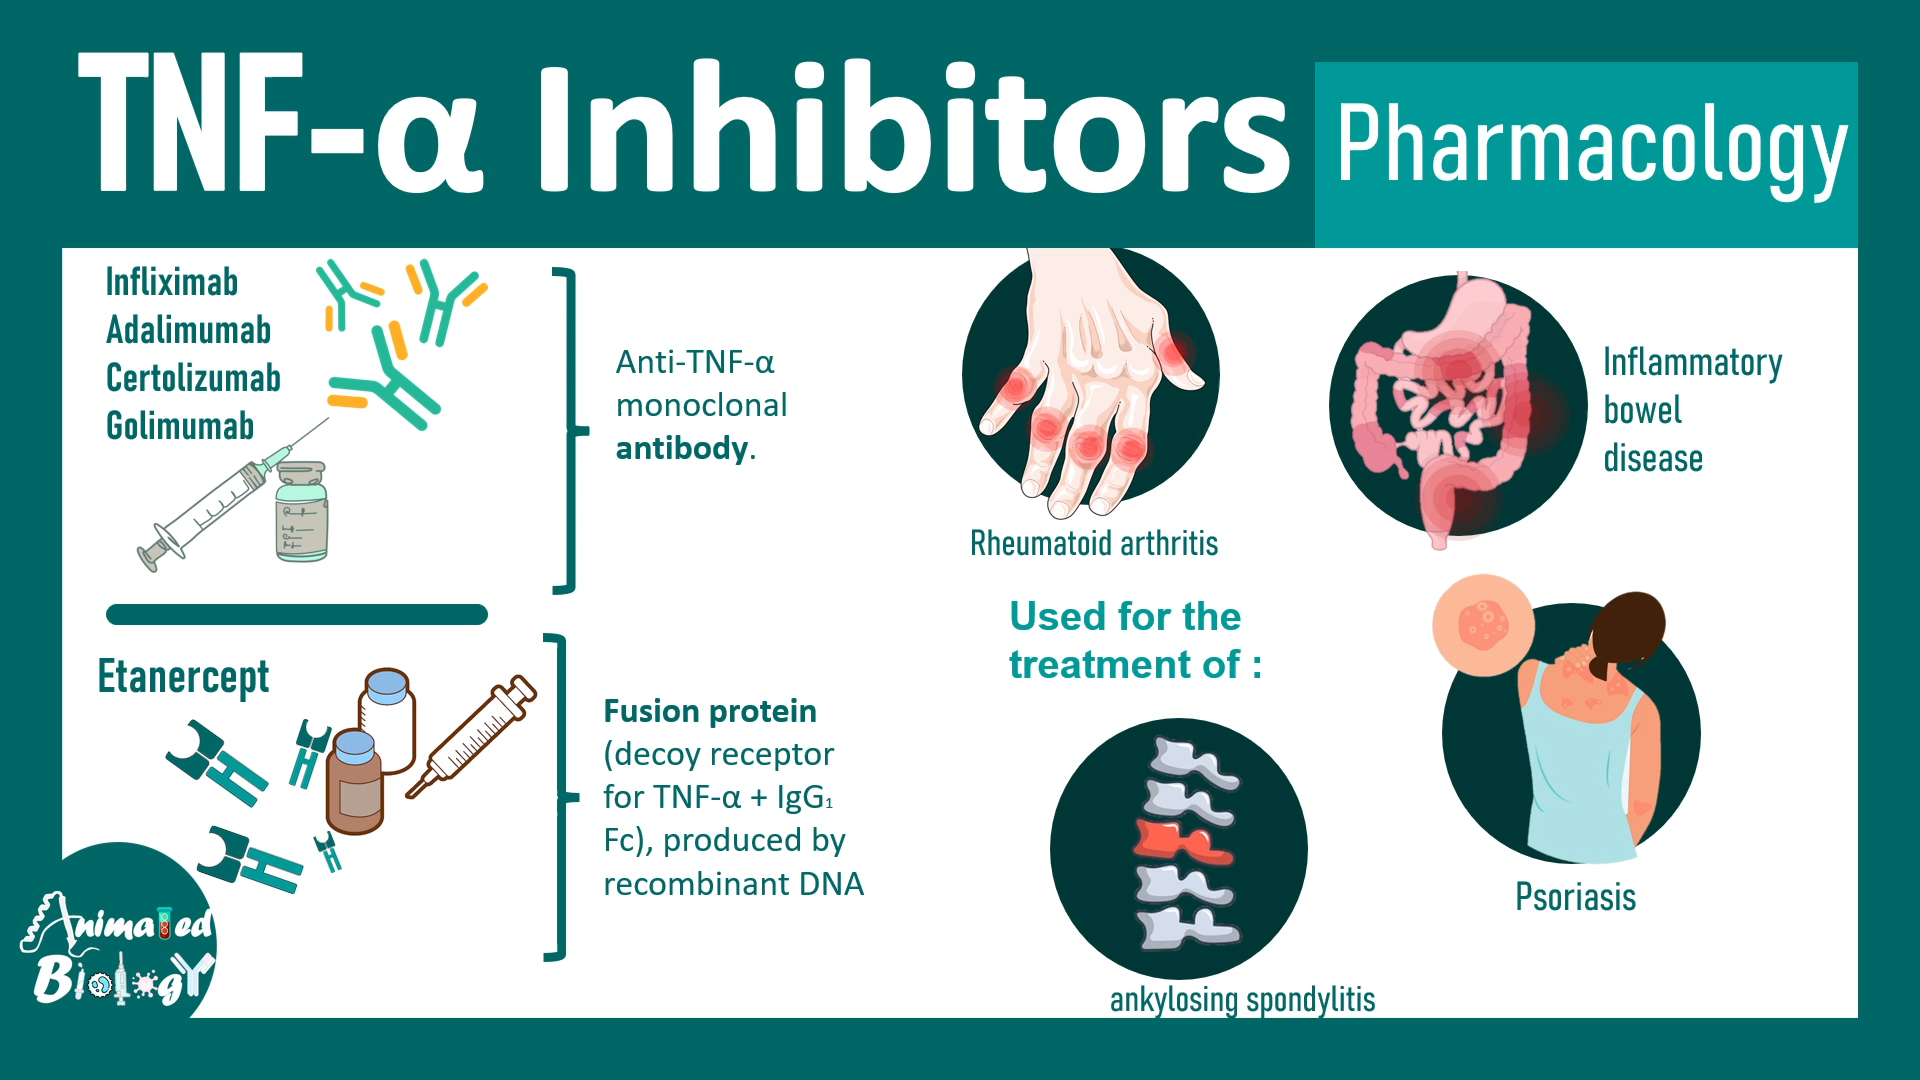 TNF-α Inhibitors
Pharmacology
Infliximab
Adalimumab
Certolizumab
Golimumab
Anti-TNF-α
monoclonal
antibody.
Etanercept
Fusion protein
(decoy receptor
for TNF-α + IgG₁
Fc), produced by
recombinant DNA
Rheumatoid arthritis
Inflammatory
bowel
disease
Used for the
treatment of :
Psoriasis
ankylosing spondylitis
Animated
Biology